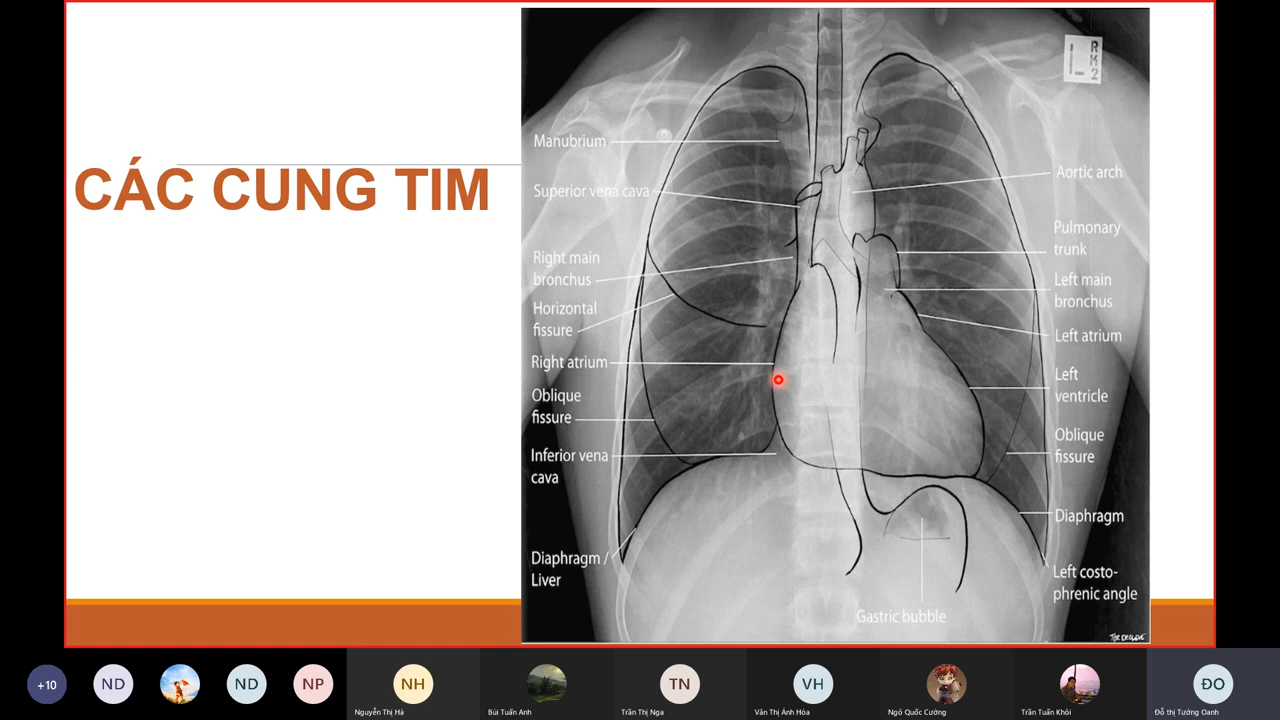 CÁC CUNG TIM
L
RM2
Manubrium
Superior vena cava
Right main
bronchus
Horizontal
fissure
Right atrium
Oblique
fissure
Inferior vena
cava
Diaphragm /
Liver
Aortic arch
Pulmonary
trunk
Left main
bronchus
Left atrium
Left
ventricle
Oblique
fissure
Diaphragm
Left costo-
phrenic angle
Gastric bubble
+10
ND
ND
NP
NH
TN
VH
ĐO
Nguyễn Thị Hà
Bùi Tuấn Anh
Trần Thị Nga
Văn Thị Ánh Hòa
Ngô Quốc Cường
Trần Tuấn Khôi
Đỗ thị Tường Oanh